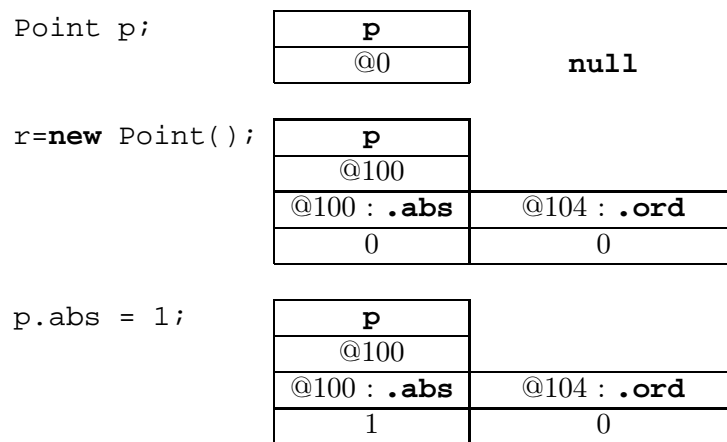 Point p; p
@0 null
r=new Point(); p
@100
@100 : .abs @104 : .ord
0 0
p.abs = 1; p
@100
@100 : .abs @104 : .ord
1 0